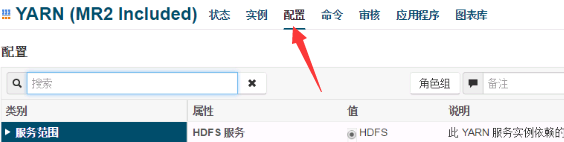 YARN (MR2 Included) 状态 实例 配置 命令 审核 应用程序 图表库
配置
搜索 角色组 备注
类别 属性 值 说明
服务范围 HDFS 服务 HDFS 此 YARN 服务实例依赖的